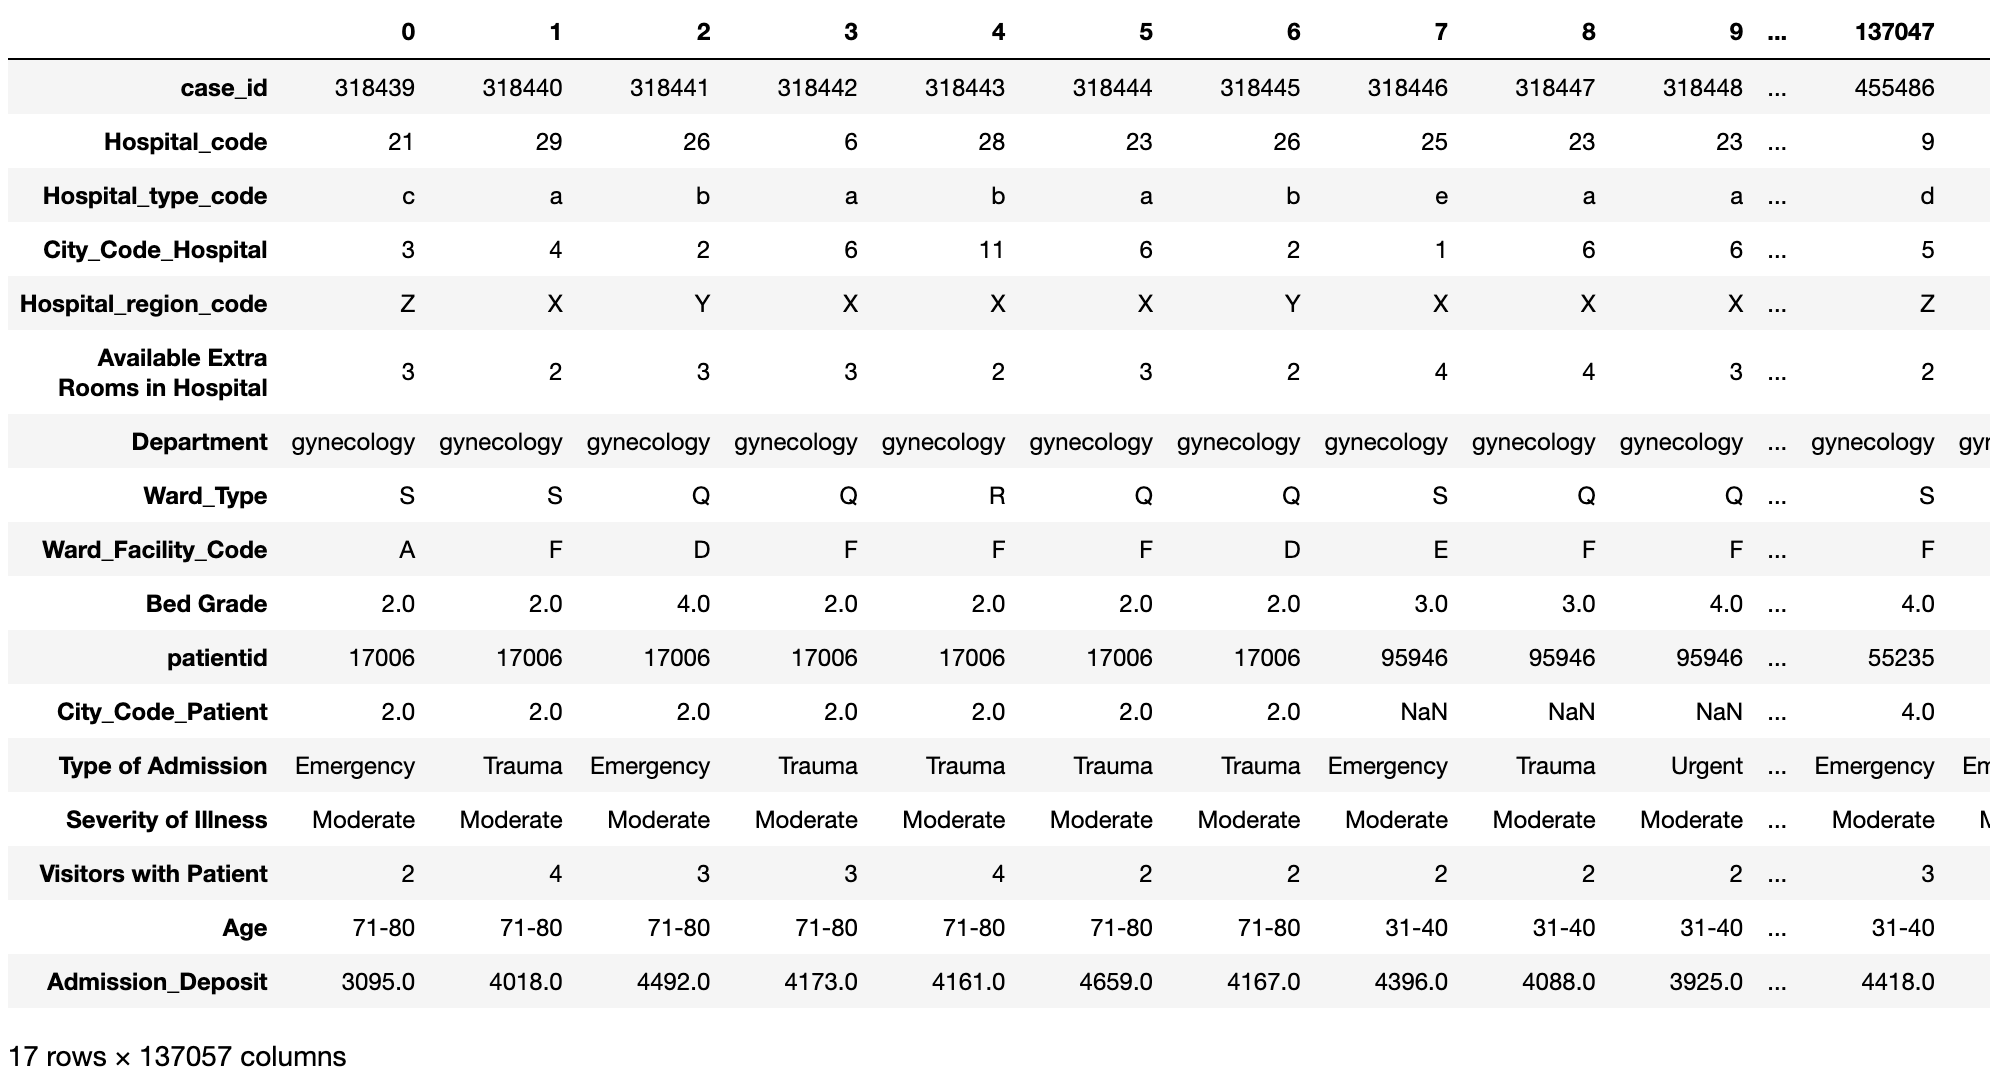 0 1 2 3 4 5 6 7 8 9 ... 137047
case_id 318439 318440 318441 318442 318443 318444 318445 318446 318447 318448 ... 455486
Hospital_code 21 29 26 6 28 23 26 25 23 23 ... 9
Hospital_type_code c a b a b a b e a a ... d
City_Code_Hospital 3 4 2 6 11 6 2 1 6 6 ... 5
Hospital_region_code Z X Y X X X Y X X X ... Z
Available Extra
Rooms in Hospital 3 2 3 3 2 3 2 4 4 3 ... 2
Department gynecology gynecology gynecology gynecology gynecology gynecology gynecology gynecology gynecology gynecology ... gynecology
Ward_Type S S Q Q R Q Q S Q Q ... S
Ward_Facility_Code A F D F F F D E F F ... F
Bed Grade 2.0 2.0 4.0 2.0 2.0 2.0 2.0 3.0 3.0 4.0 ... 4.0
patientid 17006 17006 17006 17006 17006 17006 17006 95946 95946 95946 ... 55235
City_Code_Patient 2.0 2.0 2.0 2.0 2.0 2.0 2.0 NaN NaN NaN ... 4.0
Type of Admission Emergency Trauma Emergency Trauma Trauma Trauma Trauma Emergency Trauma Urgent ... Emergency
Severity of Illness Moderate Moderate Moderate Moderate Moderate Moderate Moderate Moderate Moderate Moderate ... Moderate
Visitors with Patient 2 4 3 3 4 2 2 2 2 2 ... 3
Age 71-80 71-80 71-80 71-80 71-80 71-80 71-80 31-40 31-40 31-40 ... 31-40
Admission_Deposit 3095.0 4018.0 4492.0 4173.0 4161.0 4659.0 4167.0 4396.0 4088.0 3925.0 ... 4418.0
17 rows × 137057 columns